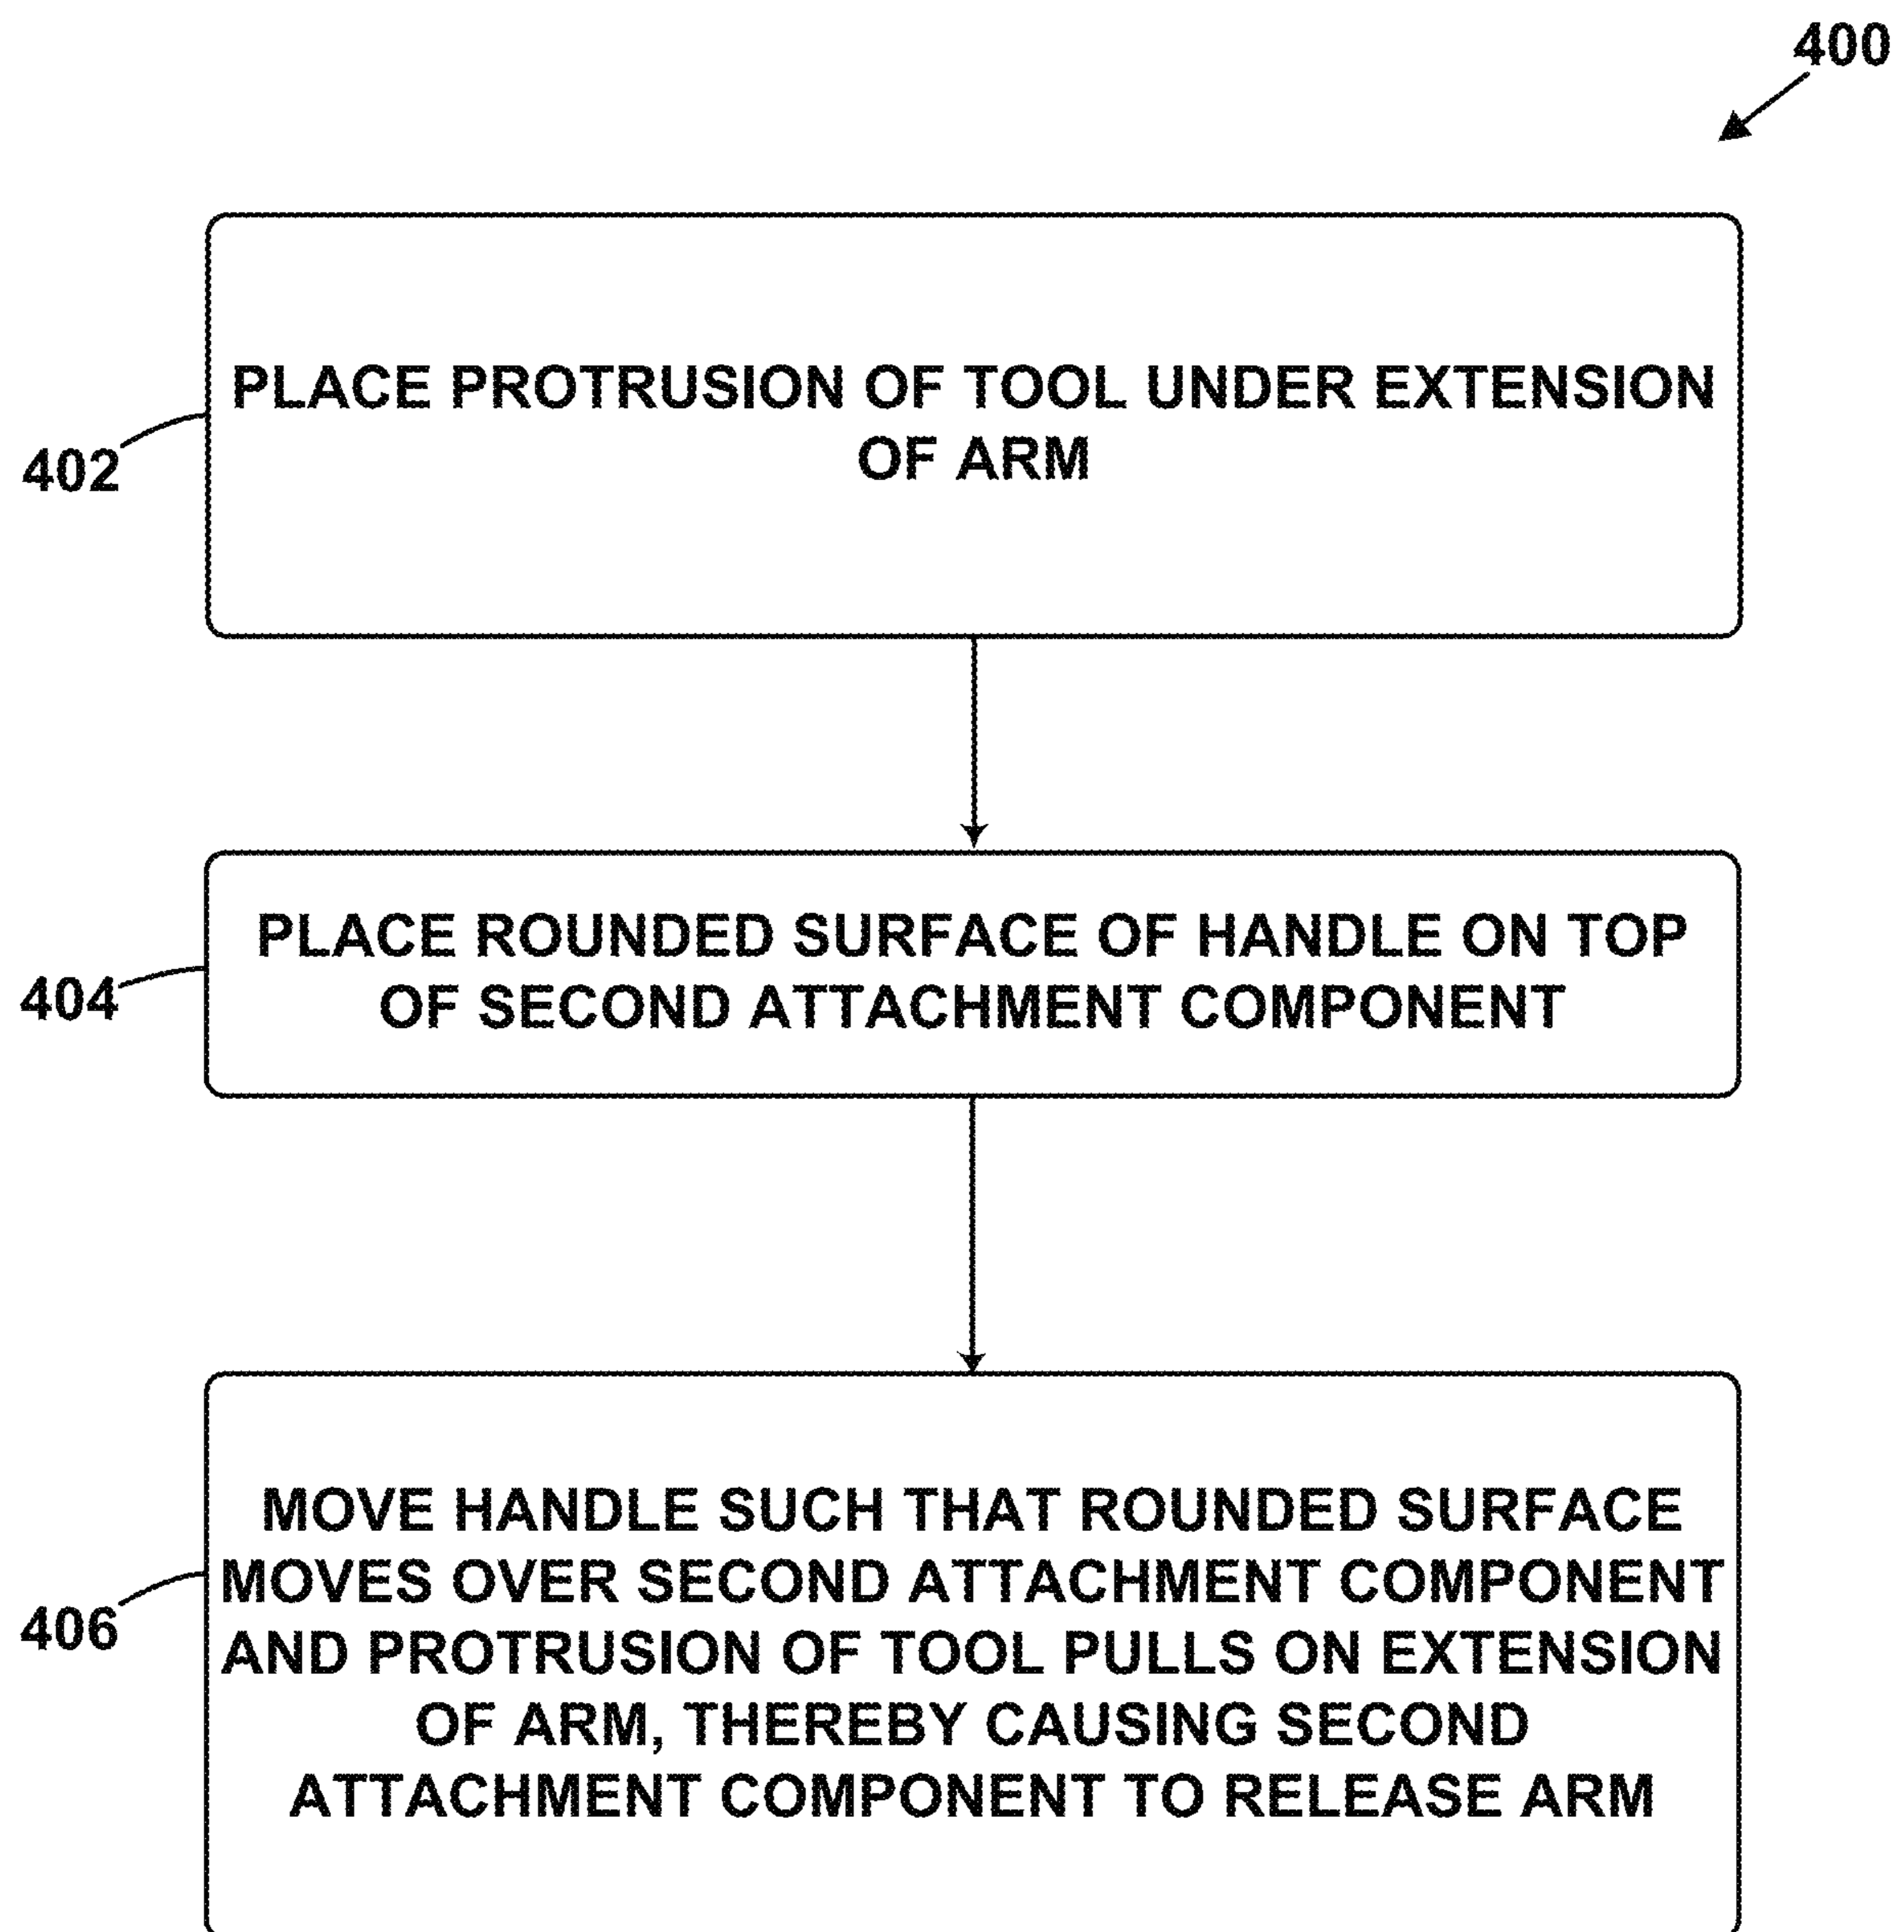 400
PLACE PROTRUSION OF TOOL UNDER EXTENSION
OF ARM
402
PLACE ROUNDED SURFACE OF HANDLE ON TOP
OF SECOND ATTACHMENT COMPONENT
404
MOVE HANDLE SUCH THAT ROUNDED SURFACE
MOVES OVER SECOND ATTACHMENT COMPONENT
AND PROTRUSION OF TOOL PULLS ON EXTENSION
OF ARM, THEREBY CAUSING SECOND
ATTACHMENT COMPONENT TO RELEASE ARM
406